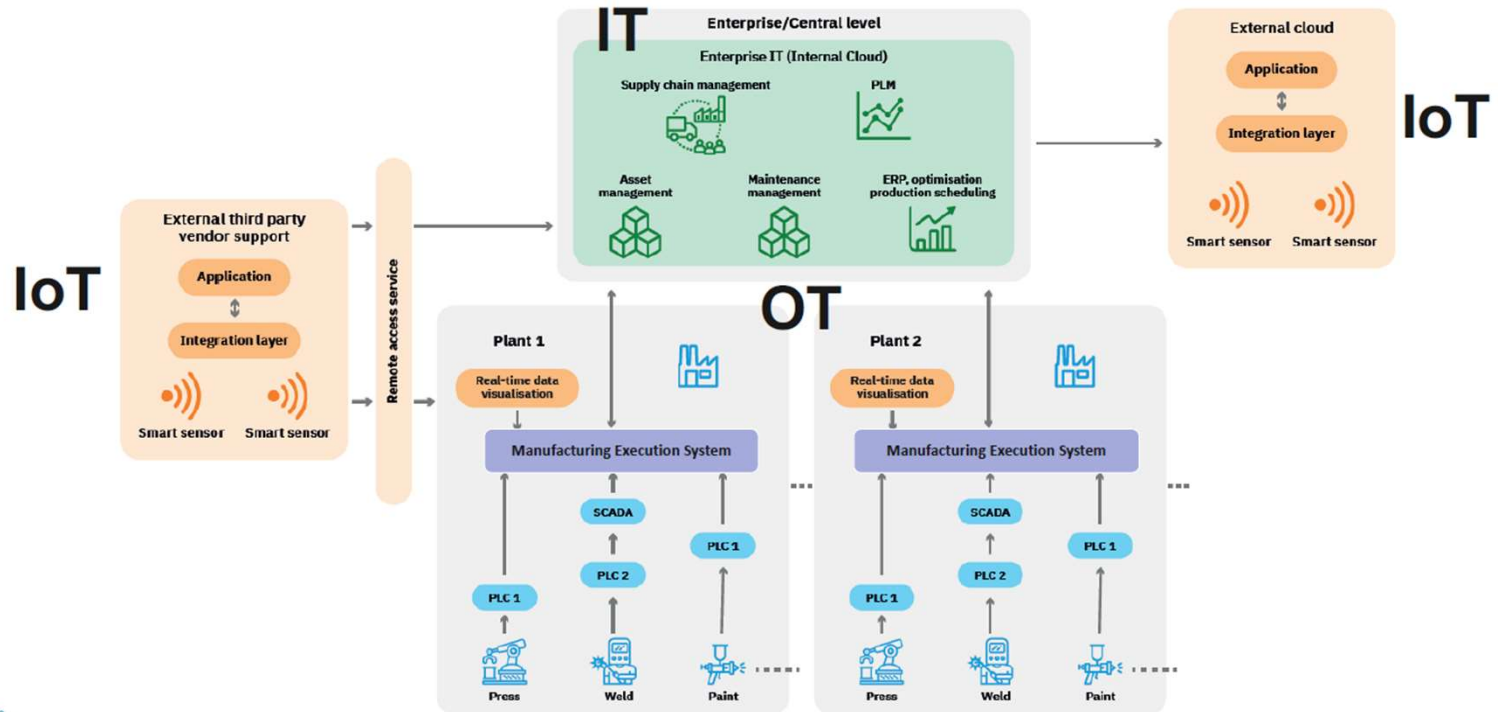 IT
Enterprise/Central level
Enterprise IT (Internal Cloud)
Supply chain management
PLM
Asset
management
Maintenance
management
ERP, optimisation
production scheduling
External cloud
Application
Integration layer
Smart sensor
Smart sensor
IoT
IoT
External third party
vendor support
Application
Integration layer
Smart sensor
Smart sensor
Remote access service
OT
Plant 1
Real-time data
visualisation
Manufacturing Execution System
SCADA
PLC 1
PLC 2
PLC 1
Press
Weld
Paint
Plant 2
Real-time data
visualisation
Manufacturing Execution System
SCADA
PLC 1
PLC 2
PLC 1
Press
Weld
Paint